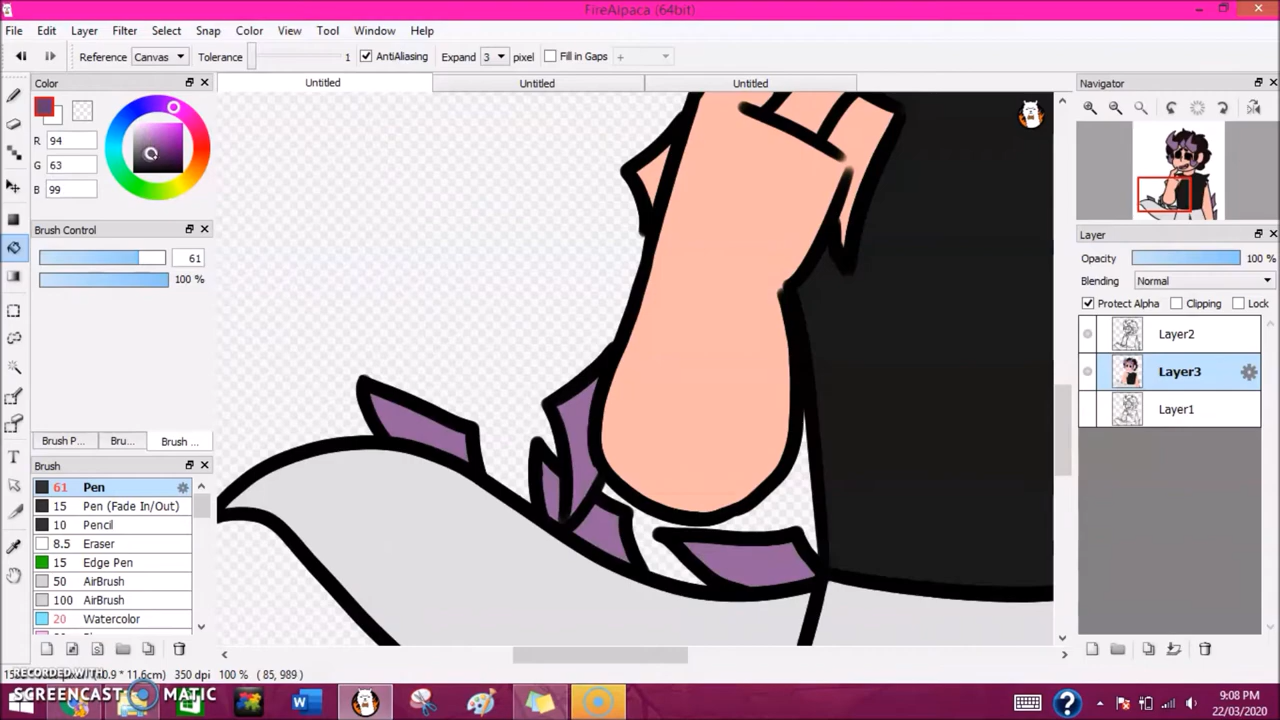 FireAlpaca (64bit)
File Edit Layer Filter Select Snap Color View Tool Window Help
Reference Canvas Tolerance 1 AntiAliasing Expand 3 pixel Fill in Gaps +
Color Untitled Untitled Untitled Navigator
R 94
G 63
B 99
Brush Control
61
100 %
Layer
Opacity 100 %
Blending Normal
Protect Alpha Clipping Lock
Layer2
Layer3
Layer1
Brush P... Bru... Brush ...
Brush
61 Pen
15 Pen (Fade In/Out)
10 Pencil
8.5 Eraser
15 Edge Pen
50 AirBrush
100 AirBrush
20 Watercolor
350 dpi 100 % ( 85, 989 )
RECORDED WITH
SCREENCAST MATIC
9:08 PM
22/03/2020